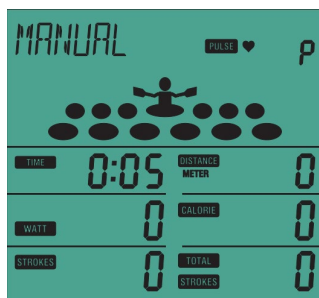 MANUAL PULSE P
TIME 0:05 DISTANCE METER 0
WATT 0 CALORIE 0
STROKES 0 TOTAL STROKES 0